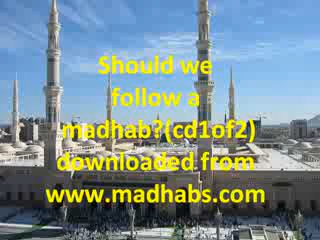 Should we
follow a
madhab?(cd1of2)
downloaded from
www.madhabs.com